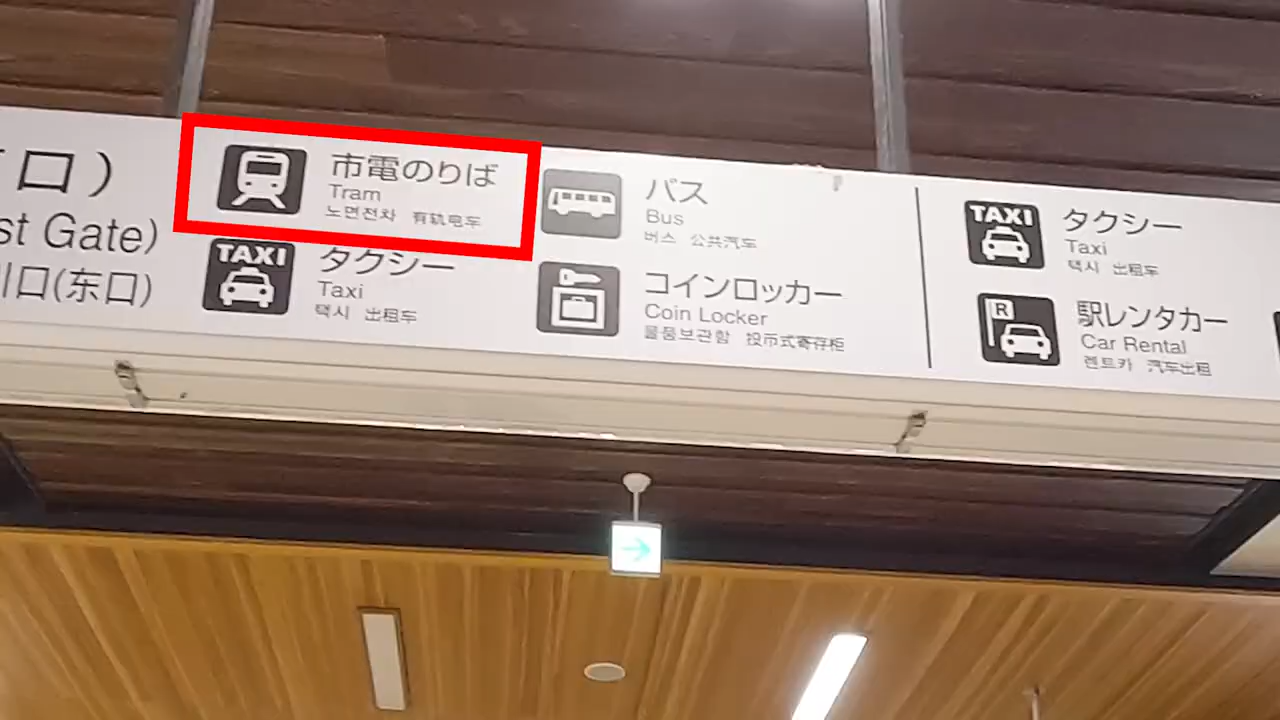 口）
st Gate)
川口(东口)
市電のりば
Tram
노면전차 有轨电车
TAXI
タクシー
Taxi
택시 出租车
バス
Bus
버스 公共汽车
コインロッカー
Coin Locker
물품보관함 投币式寄存柜
TAXI
タクシー
Taxi
택시 出租车
R
駅レンタカー
Car Rental
렌트카 汽车出租